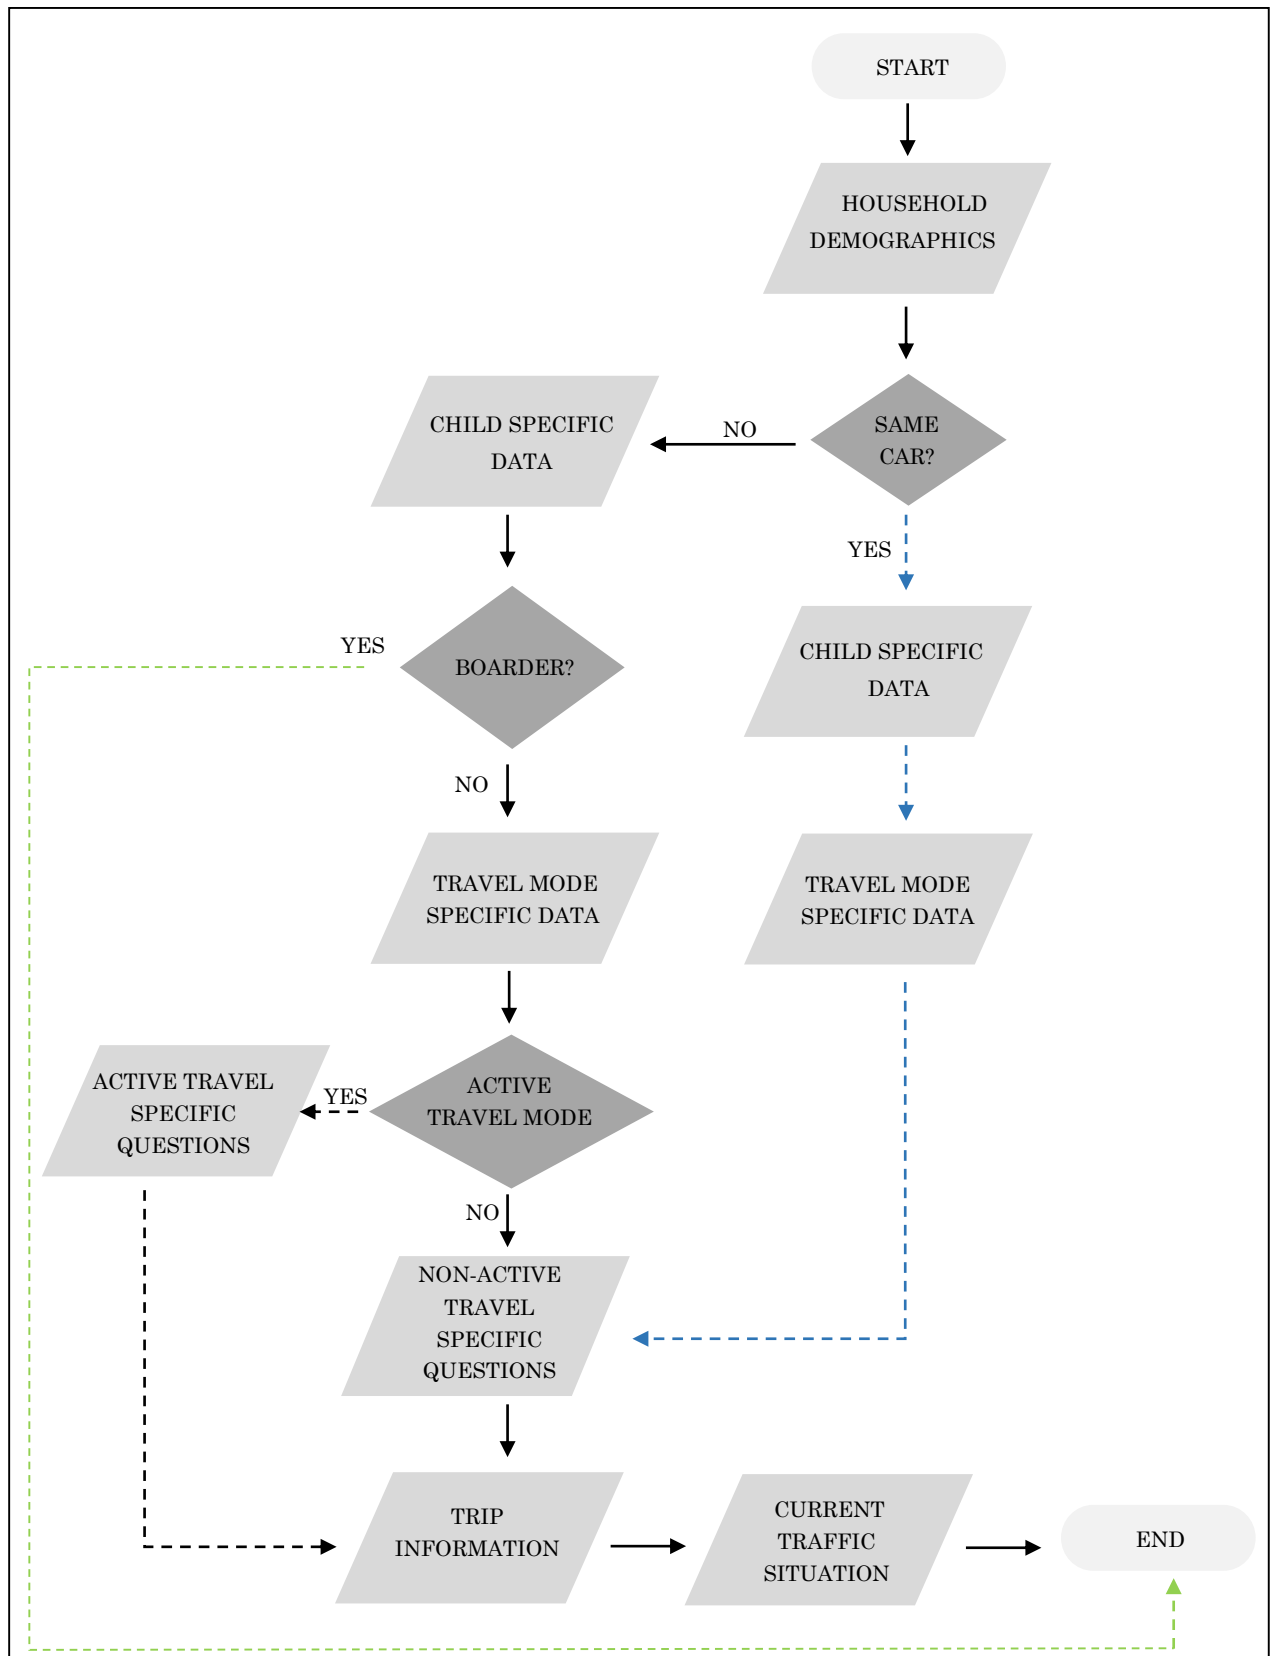 START
HOUSEHOLD
DEMOGRAPHICS
SAME
CAR?
NO
CHILD SPECIFIC
DATA
YES
BOARDER?
YES
CHILD SPECIFIC
DATA
NO
TRAVEL MODE
SPECIFIC DATA
TRAVEL MODE
SPECIFIC DATA
ACTIVE
TRAVEL MODE
YES
ACTIVE TRAVEL
SPECIFIC
QUESTIONS
NO
NON-ACTIVE
TRAVEL
SPECIFIC
QUESTIONS
TRIP
INFORMATION
CURRENT
TRAFFIC
SITUATION
END